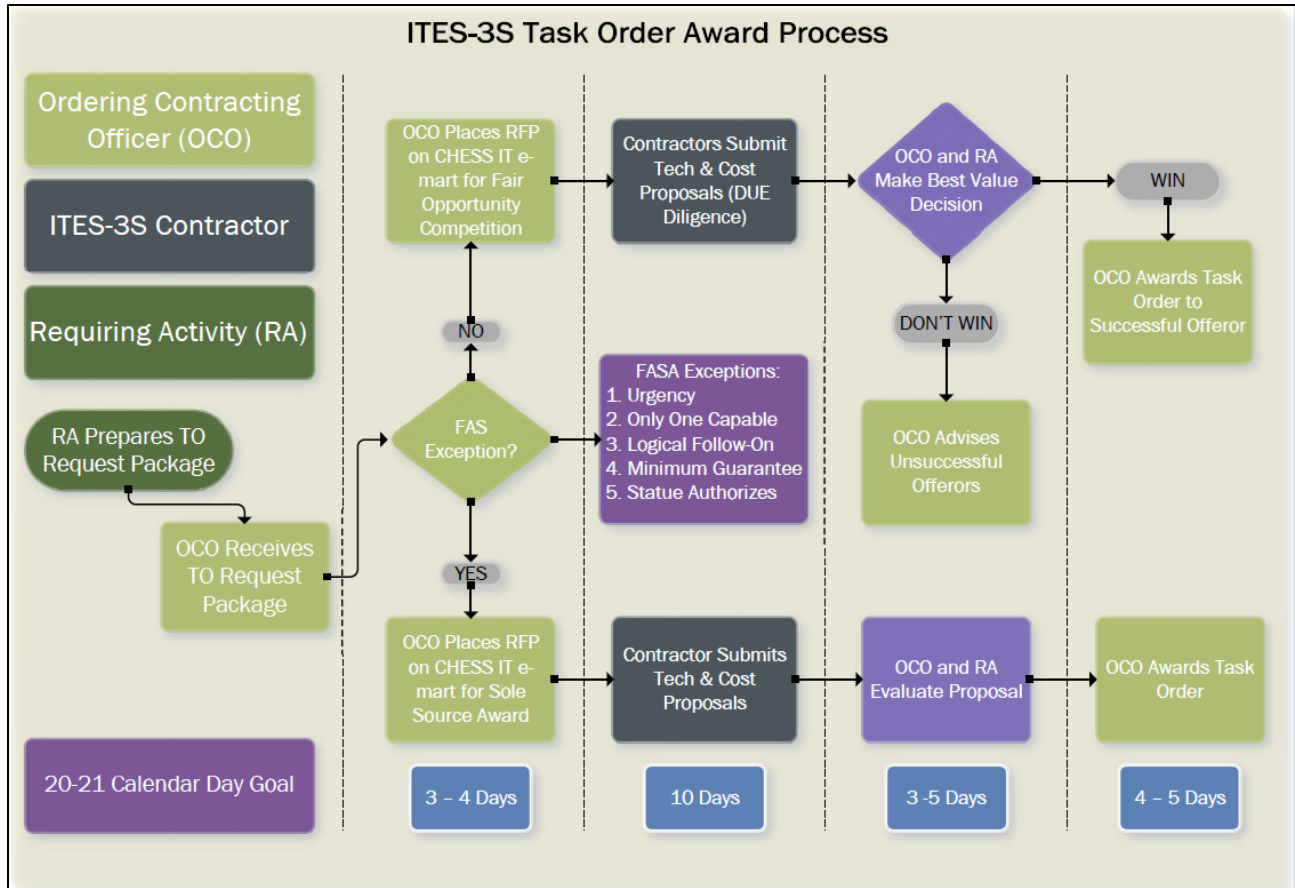 ITES-3S Task Order Award Process
Ordering Contracting
Officer (OCO)
ITES-3S Contractor
Requiring Activity (RA)
RA Prepares TO
Request Package
OCO Receives
TO Request
Package
20-21 Calendar Day Goal
OCO Places RFP
on CHESS IT e-
mart for Fair
Opportunity
Competition
NO
FAS
Exception?
YES
OCO Places RFP
on CHESS IT e-
mart for Sole
Source Award
3 – 4 Days
Contractors Submit
Tech & Cost
Proposals (DUE
Diligence)
FASA Exceptions:
1. Urgency
2. Only One Capable
3. Logical Follow-On
4. Minimum Guarantee
5. Statue Authorizes
Contractor Submits
Tech & Cost
Proposals
10 Days
OCO and RA
Make Best Value
Decision
DON'T WIN
OCO Advises
Unsuccessful
Offerors
OCO and RA
Evaluate Proposal
3 -5 Days
WIN
OCO Awards Task
Order to
Successful Offeror
OCO Awards Task
Order
4 – 5 Days